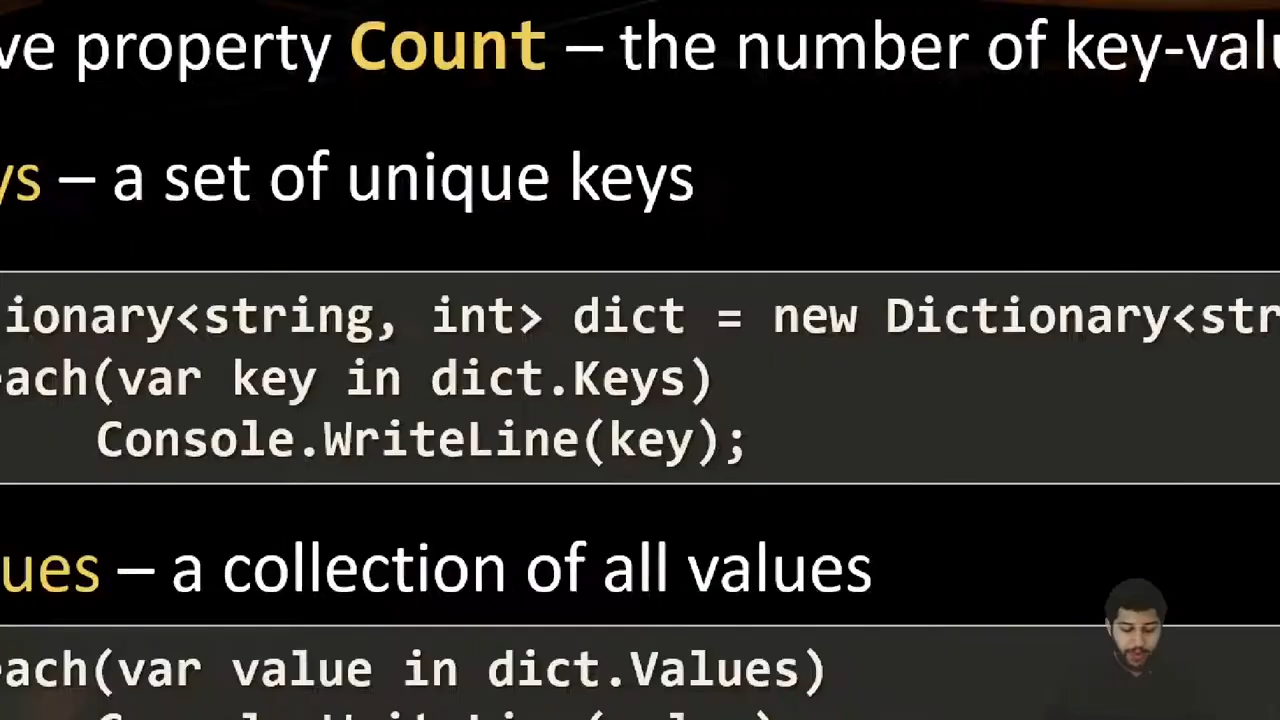 ve property Count – the number of key-valu
ys – a set of unique keys
ionary<string, int> dict = new Dictionary<str
each(var key in dict.Keys)
Console.WriteLine(key);
ues – a collection of all values
each(var value in dict.Values)